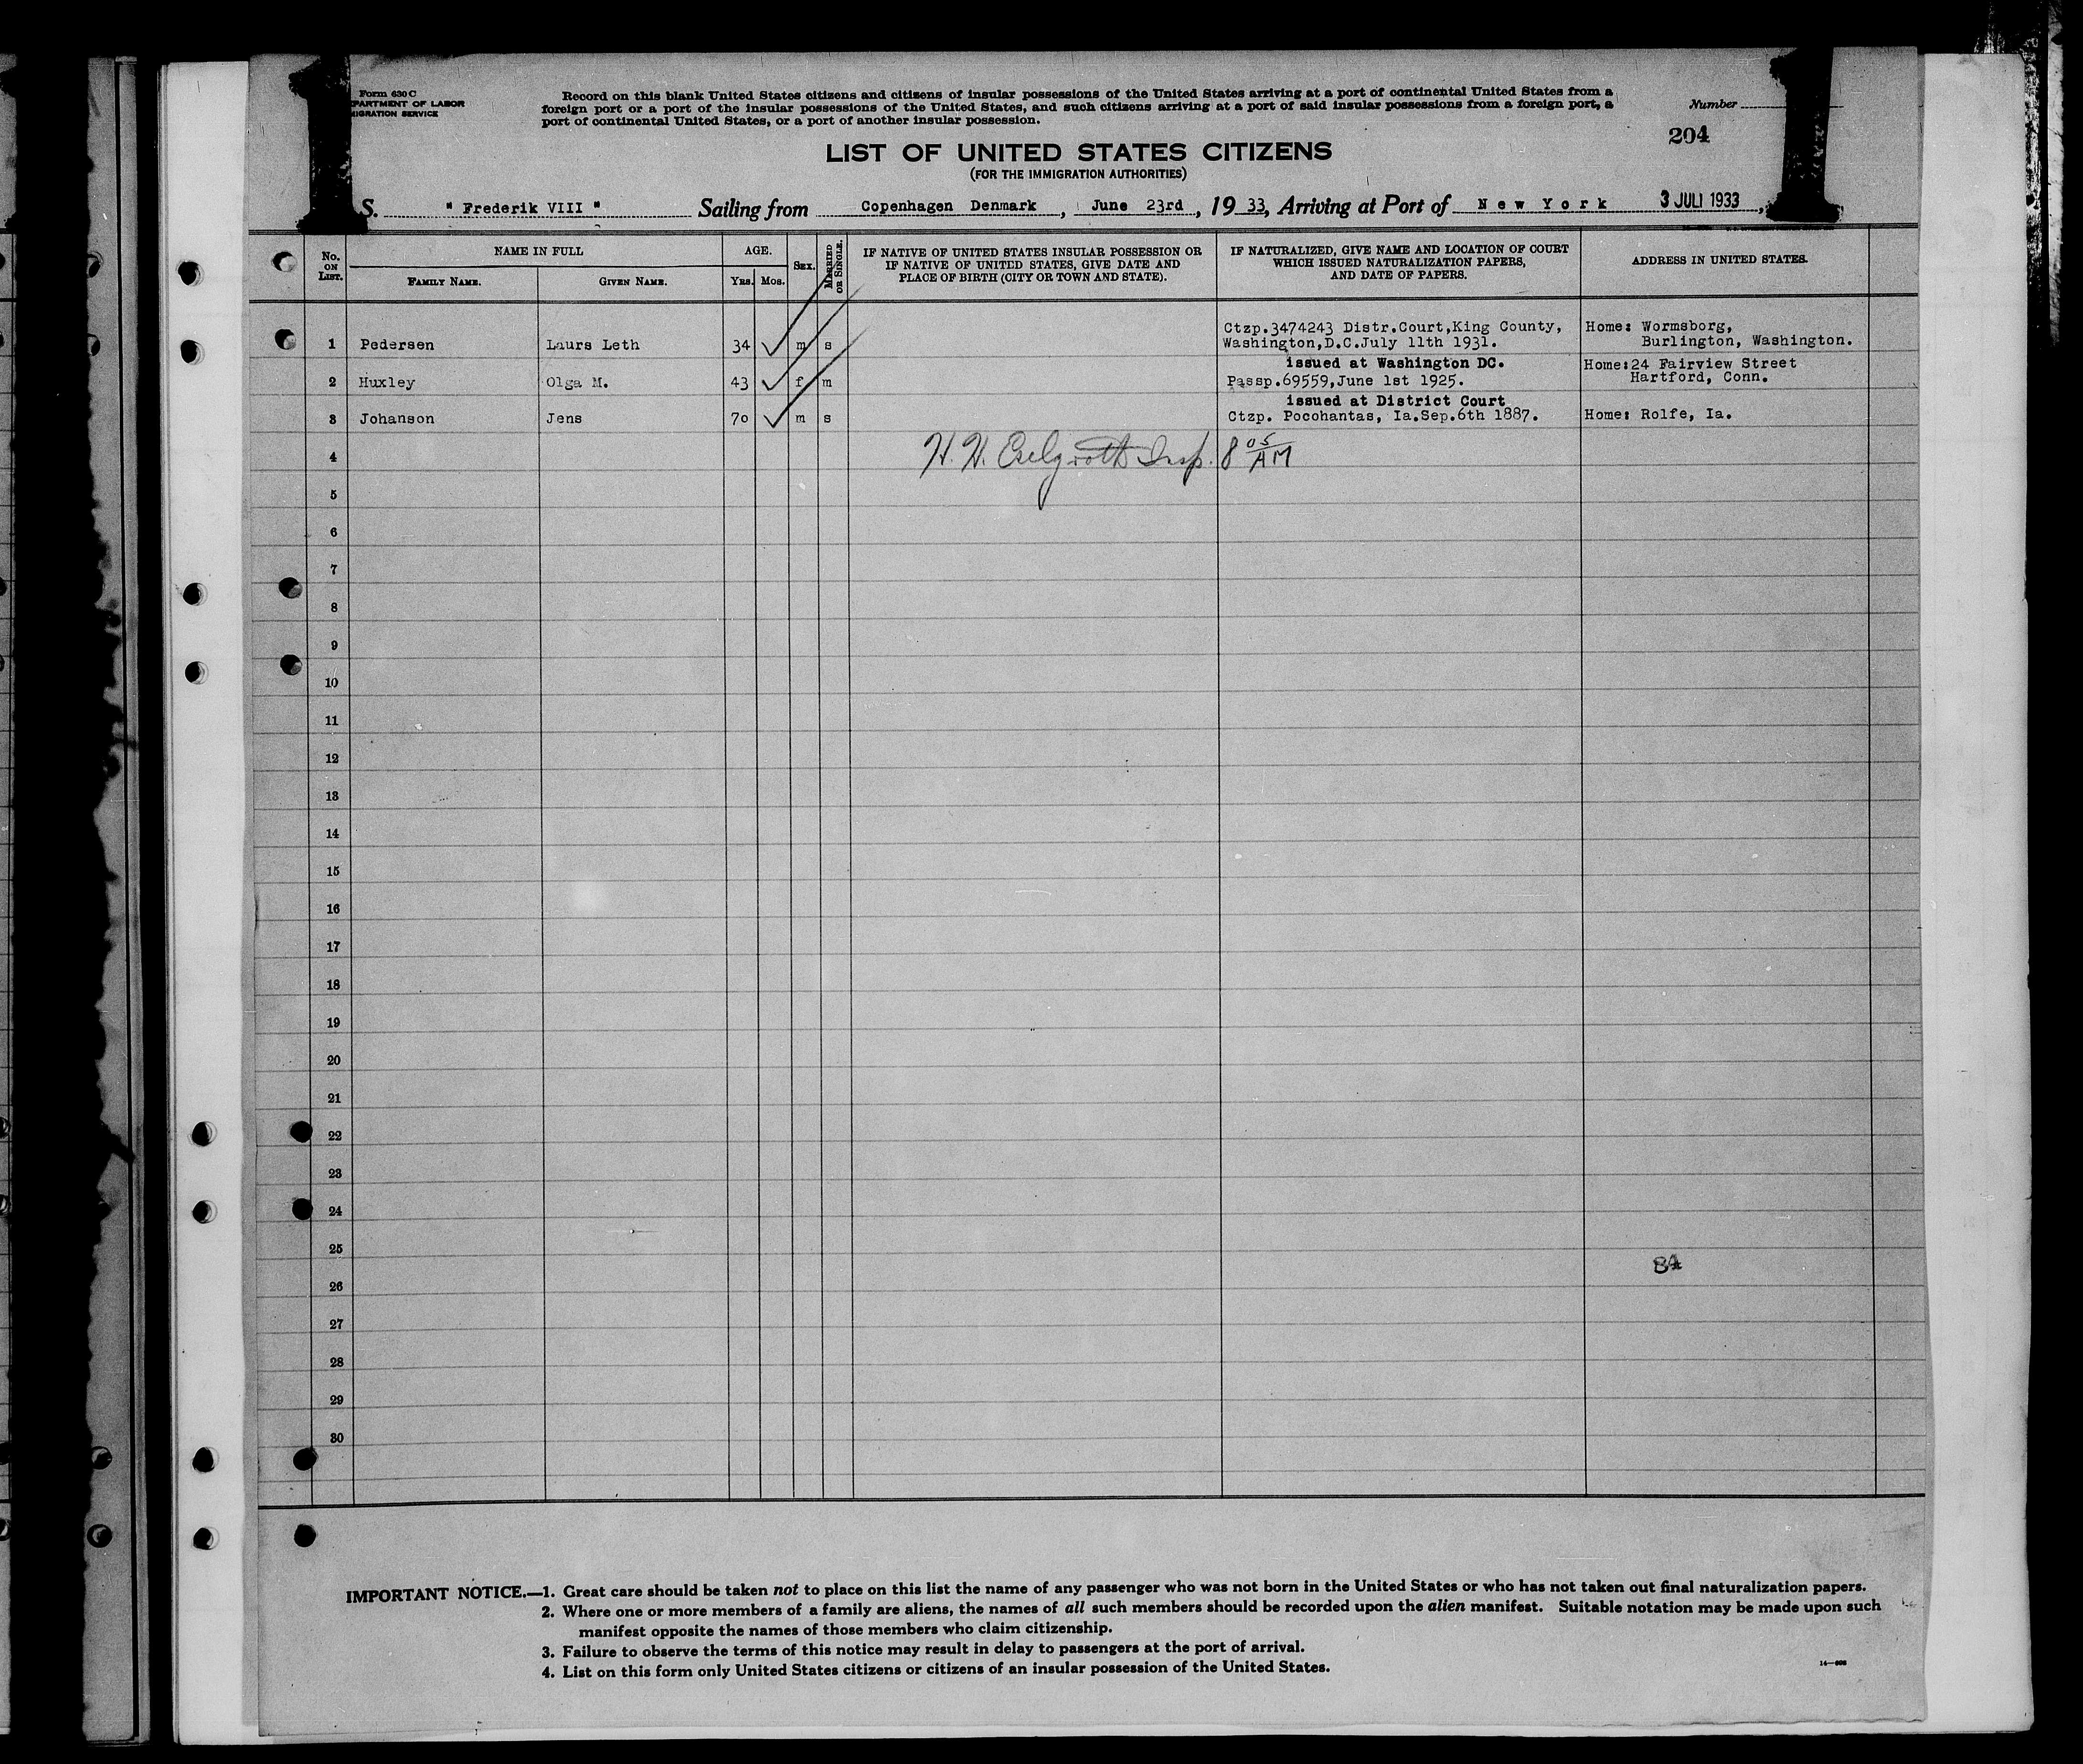 Form 630 C
PARTMENT OF LABOR
IGRATION SERVICE
Record on this blank United States citizens and citizens of insular possessions of the United States arriving at a port of continental United States from a
foreign port or a port of the insular possessions of the United States, and such citizens arriving at a port of said insular possessions from a foreign port, a
port of continental United States, or a port of another insular possession.
Number
204
LIST OF UNITED STATES CITIZENS
(FOR THE IMMIGRATION AUTHORITIES)
S. " Frederik VIII " Sailing from Copenhagen Denmark, June 23rd, 1933, Arriving at Port of New York 3 JULI 1933,
No. ON LIST. NAME IN FULL AGE. SEX. MARRIED OR SINGLE. IF NATIVE OF UNITED STATES INSULAR POSSESSION OR IF NATIVE OF UNITED STATES, GIVE DATE AND PLACE OF BIRTH (CITY OR TOWN AND STATE). IF NATURALIZED, GIVE NAME AND LOCATION OF COURT WHICH ISSUED NATURALIZATION PAPERS, AND DATE OF PAPERS. ADDRESS IN UNITED STATES.
FAMILY NAME. GIVEN NAME. YRS. MOS.
Ctzp.3474243 Distr.Court,King County, Home: Wormsborg,
1 Pedersen Laurs Leth 34 m s Washington,D.C.July 11th 1931. Burlington, Washington.
issued at Washington DC. Home:24 Fairview Street
2 Huxley Olga M. 43 f m Passp.69559,June 1st 1925. Hartford, Conn.
issued at District Court
3 Johanson Jens 70 m s Ctzp. Pocohantas, Ia.Sep.6th 1887. Home: Rolfe, Ia.
4 H. H. Insp. 8 05 AM
5
6
7
8
9
10
11
12
13
14
15
16
17
18
19
20
21
22
23
24
25
84
26
27
28
29
30
IMPORTANT NOTICE.—1. Great care should be taken not to place on this list the name of any passenger who was not born in the United States or who has not taken out final naturalization papers.
2. Where one or more members of a family are aliens, the names of all such members should be recorded upon the alien manifest. Suitable notation may be made upon such
manifest opposite the names of those members who claim citizenship.
3. Failure to observe the terms of this notice may result in delay to passengers at the port of arrival.
4. List on this form only United States citizens or citizens of an insular possession of the United States.